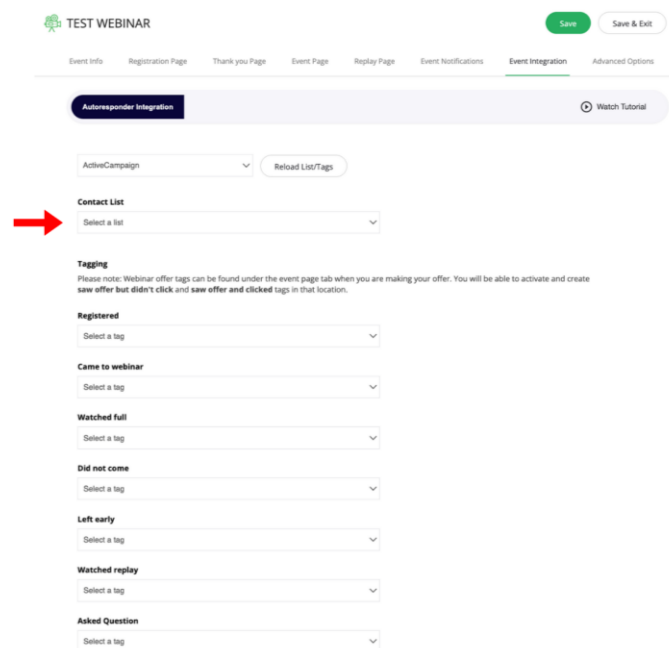 TEST WEBINAR
Save
Save & Exit
Event Info
Registration Page
Thank you Page
Event Page
Replay Page
Event Notifications
Event Integration
Advanced Options
Autoresponder Integration
Watch Tutorial
ActiveCampaign
Reload List/Tags
Contact List
Select a list
Tagging
Please note: Webinar offer tags can be found under the event page tab when you are making your offer. You will be able to activate and create
saw offer but didn't click and saw offer and clicked tags in that location.
Registered
Select a tag
Came to webinar
Select a tag
Watched full
Select a tag
Did not come
Select a tag
Left early
Select a tag
Watched replay
Select a tag
Asked Question
Select a tag